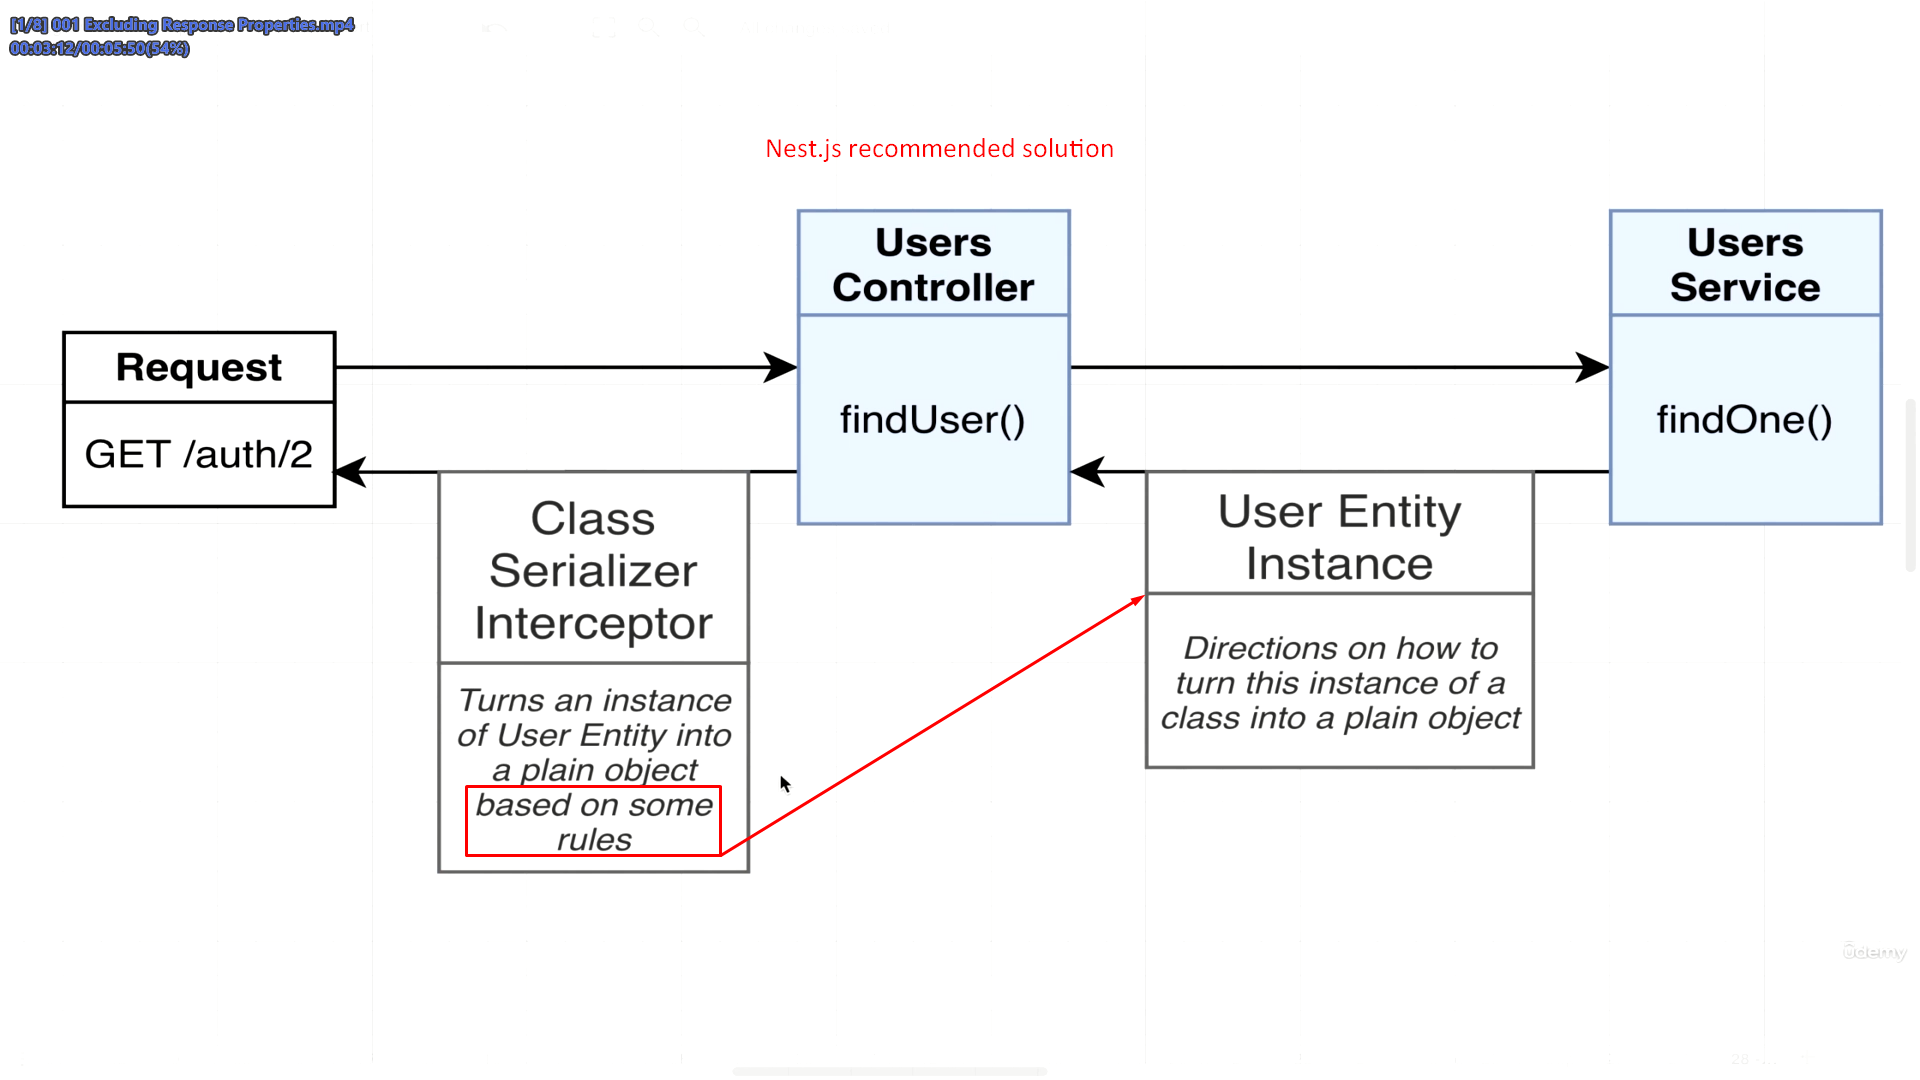 [1/8] 001 Excluding Response Properties.mp4
00:03:12/00:05:50(54%)
Nest.js recommended solution
Users
Controller
findUser()
Users
Service
findOne()
Request
GET /auth/2
Class
Serializer
Interceptor
Turns an instance
of User Entity into
a plain object
based on some
rules
User Entity
Instance
Directions on how to
turn this instance of a
class into a plain object
ûdemy